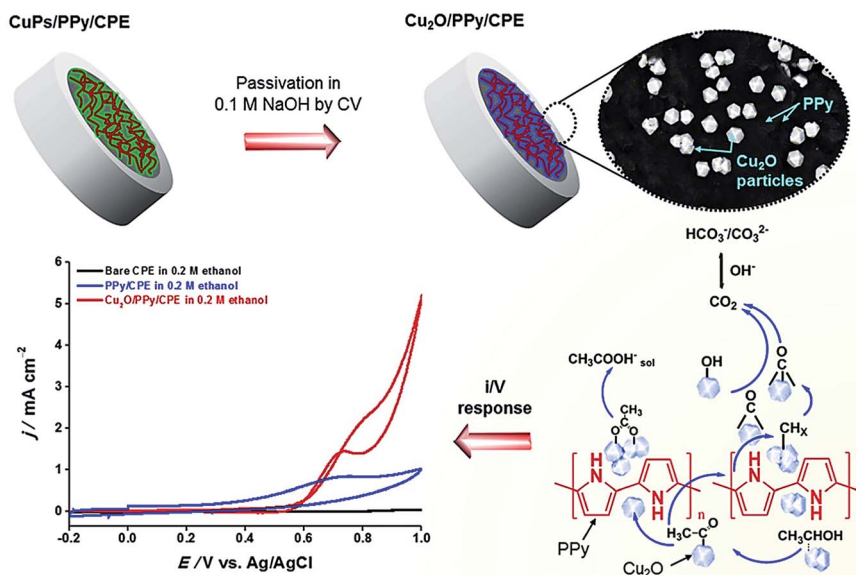 CuPs/PPy/CPE
Cu₂O/PPy/CPE
Passivation in
0.1 M NaOH by CV
PPy
Cu₂O
particles
HCO₃⁻/CO₃²⁻
OH⁻
CO₂
Bare CPE in 0.2 M ethanol
PPy/CPE in 0.2 M ethanol
Cu₂O/PPy/CPE in 0.2 M ethanol
6
5
4
3
2
1
0
j / mA cm⁻²
-0.2
0.0
0.2
0.4
0.6
0.8
1.0
E /V vs. Ag/AgCl
i/V
response
CH₃COOH⁻ sol
OH
O
C
O
C
CHx
CH₃
C
O
O
H
N
N
H
n
H
N
N
H
H₃C-C
O
CH₃CHOH
PPy
Cu₂O